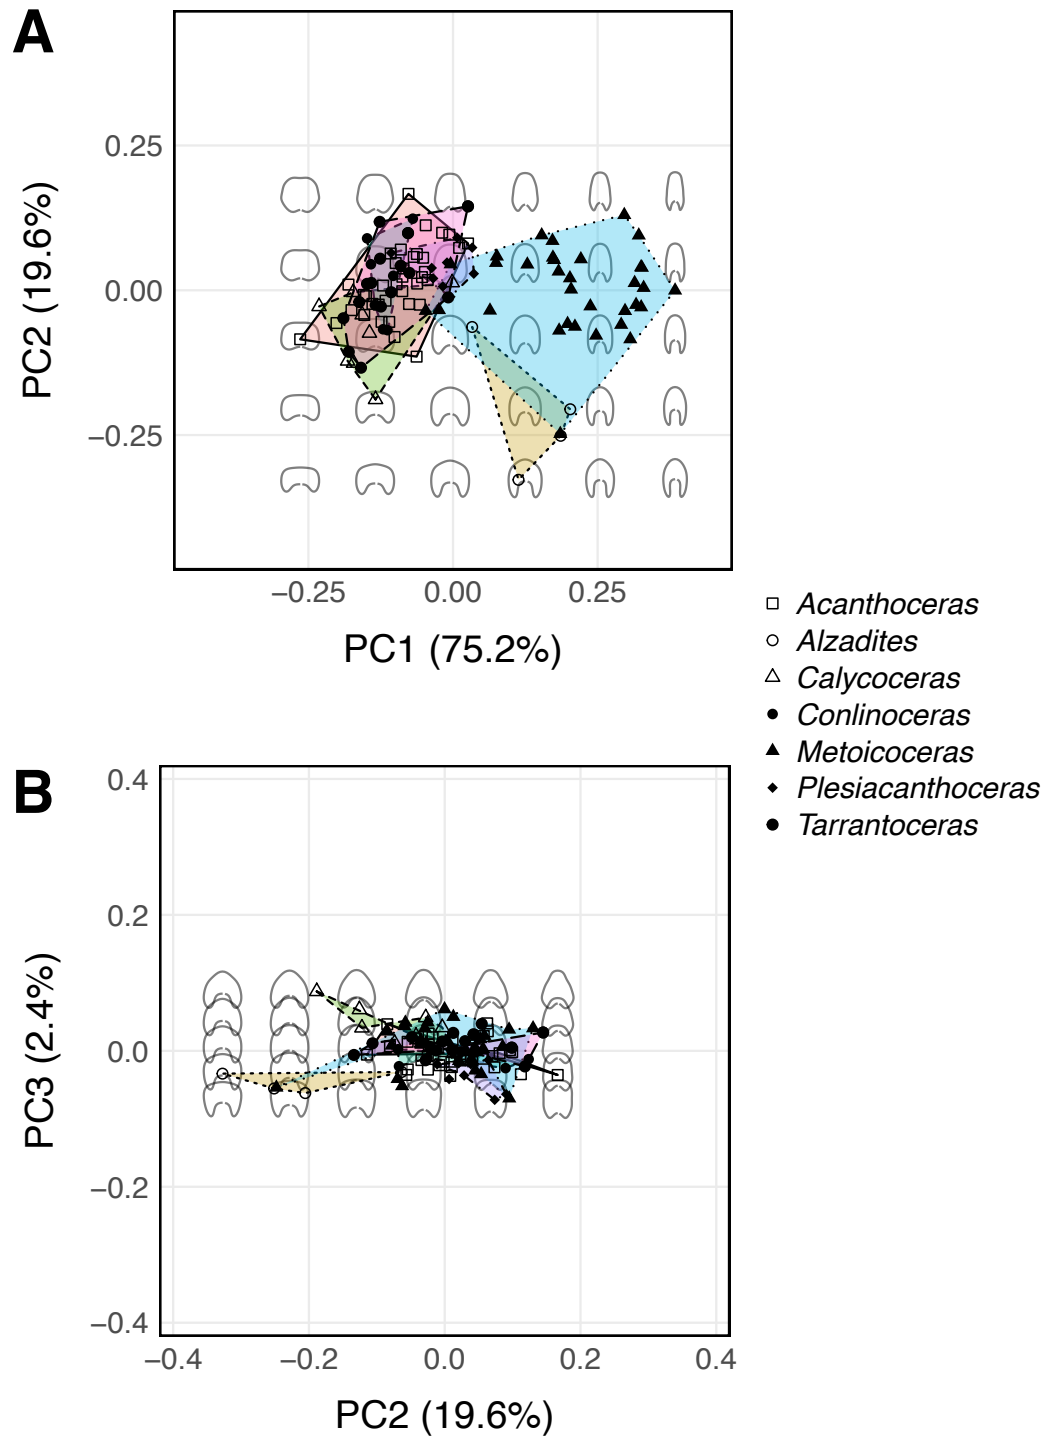 A
0.25
0.00
−0.25
PC2 (19.6%)
−0.25 0.00 0.25
PC1 (75.2%)
Acanthoceras
Alzadites
Calycoceras
Conlinoceras
Metoicoceras
Plesiacanthoceras
Tarrantoceras
B
0.4
0.2
0.0
−0.2
−0.4
PC3 (2.4%)
−0.4 −0.2 0.0 0.2 0.4
PC2 (19.6%)